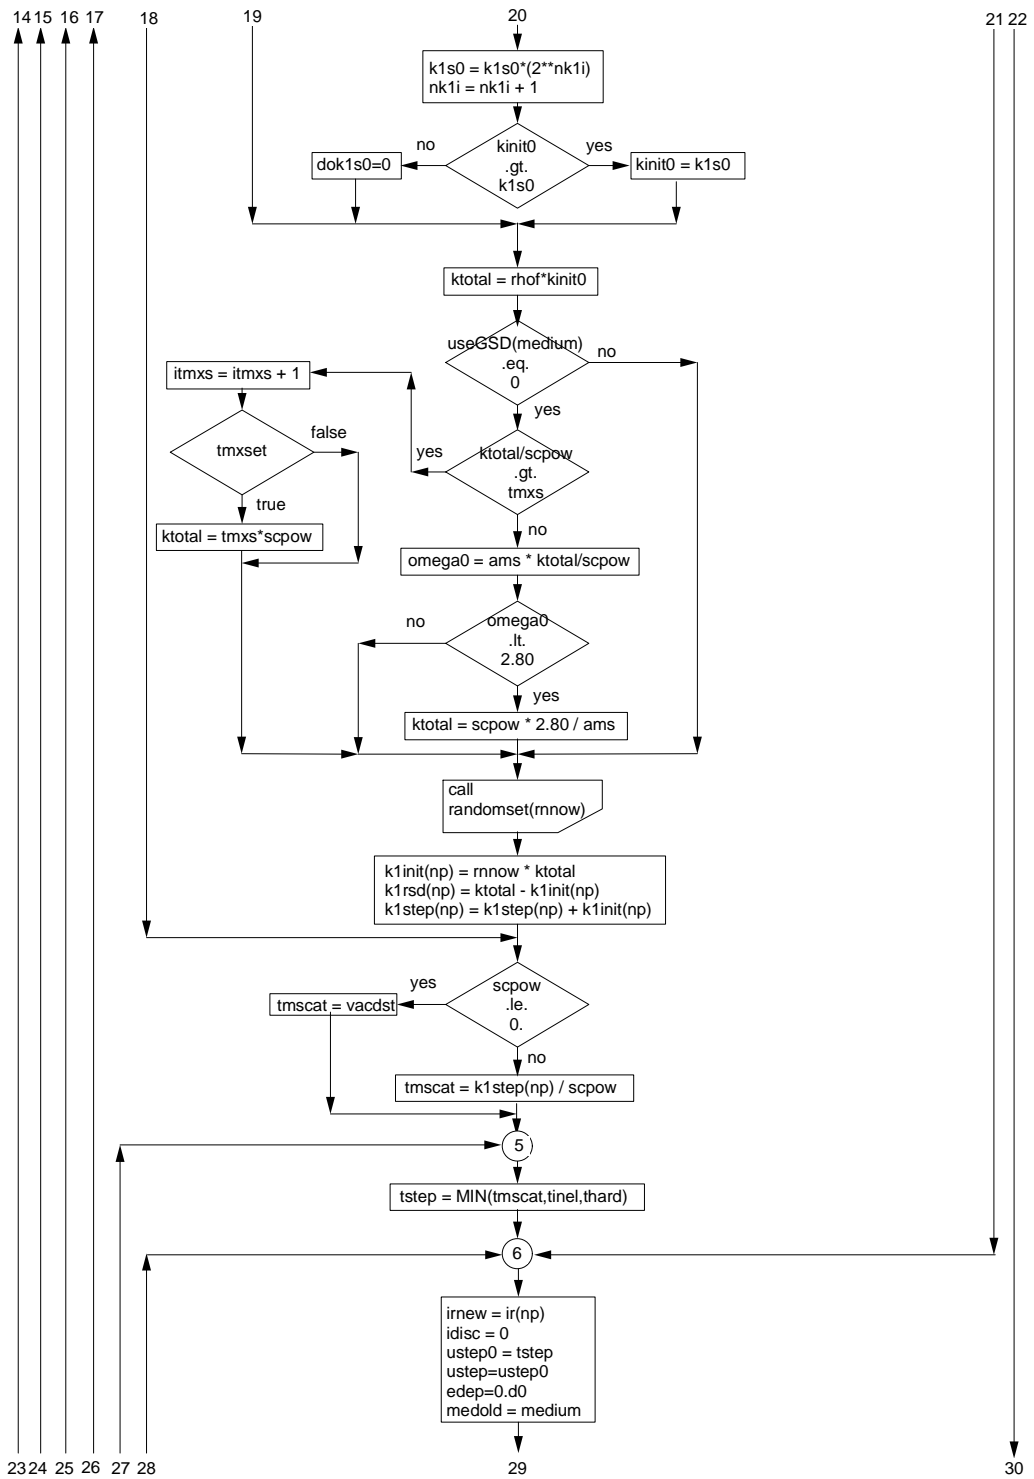 14 15 16 17 18 19 20 21 22
k1s0 = k1s0*(2**nk1i)
nk1i = nk1i + 1
no
kinit0
.gt.
k1s0
yes
dok1s0=0
kinit0 = k1s0
ktotal = rhof*kinit0
useGSD(medium)
.eq.
0
no
yes
itmxs = itmxs + 1
tmxset
false
true
yes
ktotal/scpow
.gt.
tmxs
no
ktotal = tmxs*scpow
omega0 = ams * ktotal/scpow
no
omega0
.lt.
2.80
yes
ktotal = scpow * 2.80 / ams
call
randomset(rnnow)
k1init(np) = rnnow * ktotal
k1rsd(np) = ktotal - k1init(np)
k1step(np) = k1step(np) + k1init(np)
yes
scpow
.le.
0.
no
tmscat = vacdst
tmscat = k1step(np) / scpow
5
tstep = MIN(tmscat,tinel,thard)
6
irnew = ir(np)
idisc = 0
ustep0 = tstep
ustep=ustep0
edep=0.d0
medold = medium
23 24 25 26 27 28 29 30